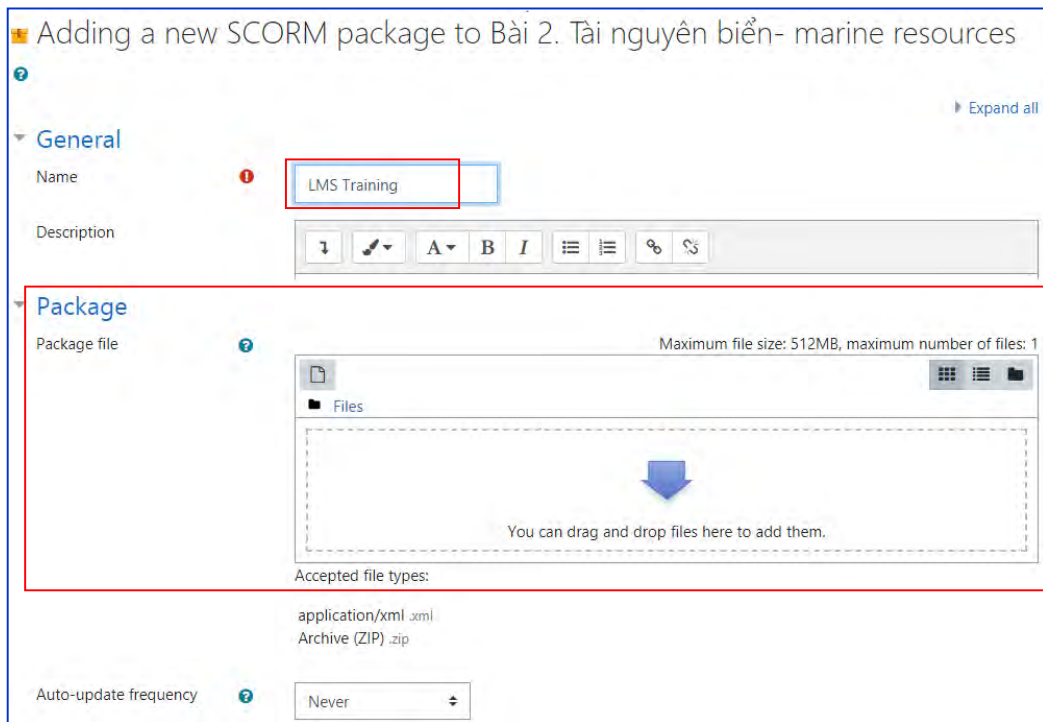 Adding a new SCORM package to Bài 2. Tài nguyên biển- marine resources
Expand all
General
Name
LMS Training
Description
A B I
Package
Package file
Maximum file size: 512MB, maximum number of files: 1
Files
You can drag and drop files here to add them.
Accepted file types:
application/xml .xml
Archive (ZIP) .zip
Auto-update frequency
Never